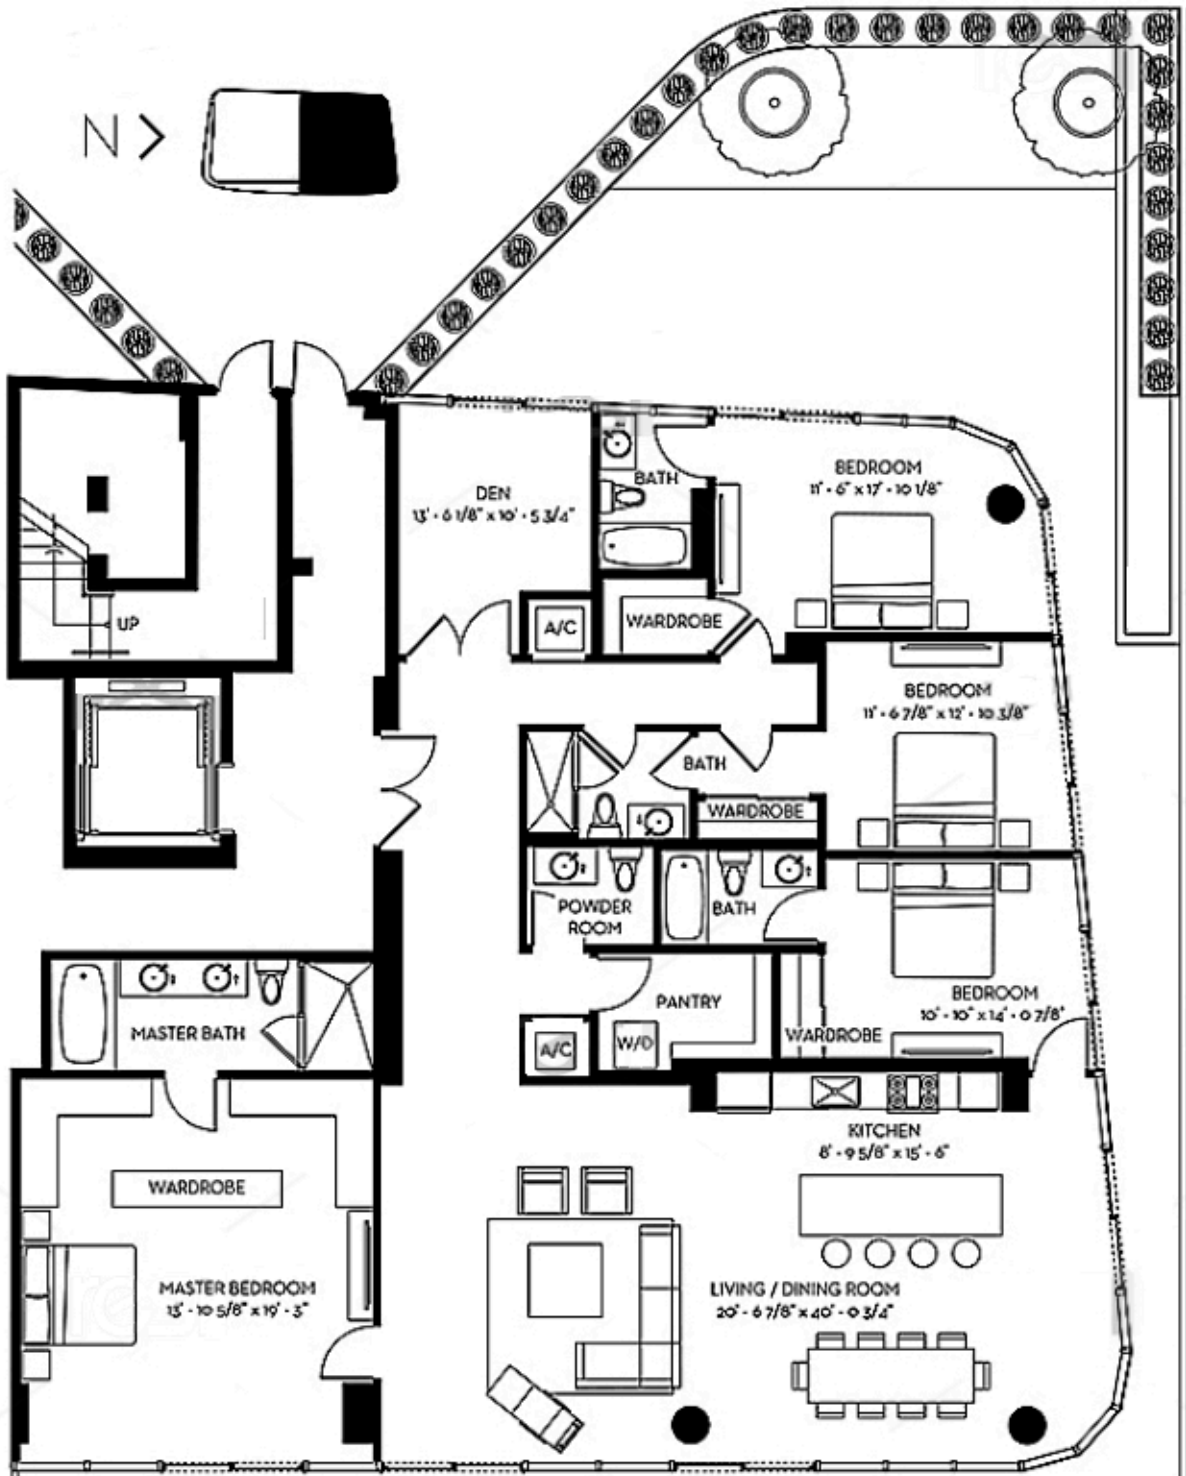 N
BEDROOM
11' - 6" x 17' - 10 1/8"
BATH
DEN
13' - 6 1/8" x 10' - 5 3/4"
WARDROBE
A/C
UP
BEDROOM
11' - 6 7/8" x 12' - 10 3/8"
BATH
WARDROBE
POWDER
ROOM
BATH
BEDROOM
10' - 10" x 14' - 0 7/8"
PANTRY
WARDROBE
W/D
A/C
MASTER BATH
KITCHEN
8' - 9 5/8" x 15' - 6"
WARDROBE
MASTER BEDROOM
13' - 10 5/8" x 19' - 3"
LIVING / DINING ROOM
20' - 6 7/8" x 40' - 0 3/4"